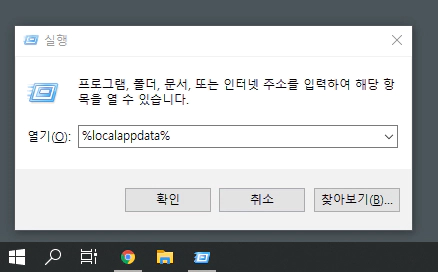 실행
프로그램, 폴더, 문서, 또는 인터넷 주소를 입력하여 해당 항
목을 열 수 있습니다.
열기(O): %localappdata%
확인 취소 찾아보기(B)...